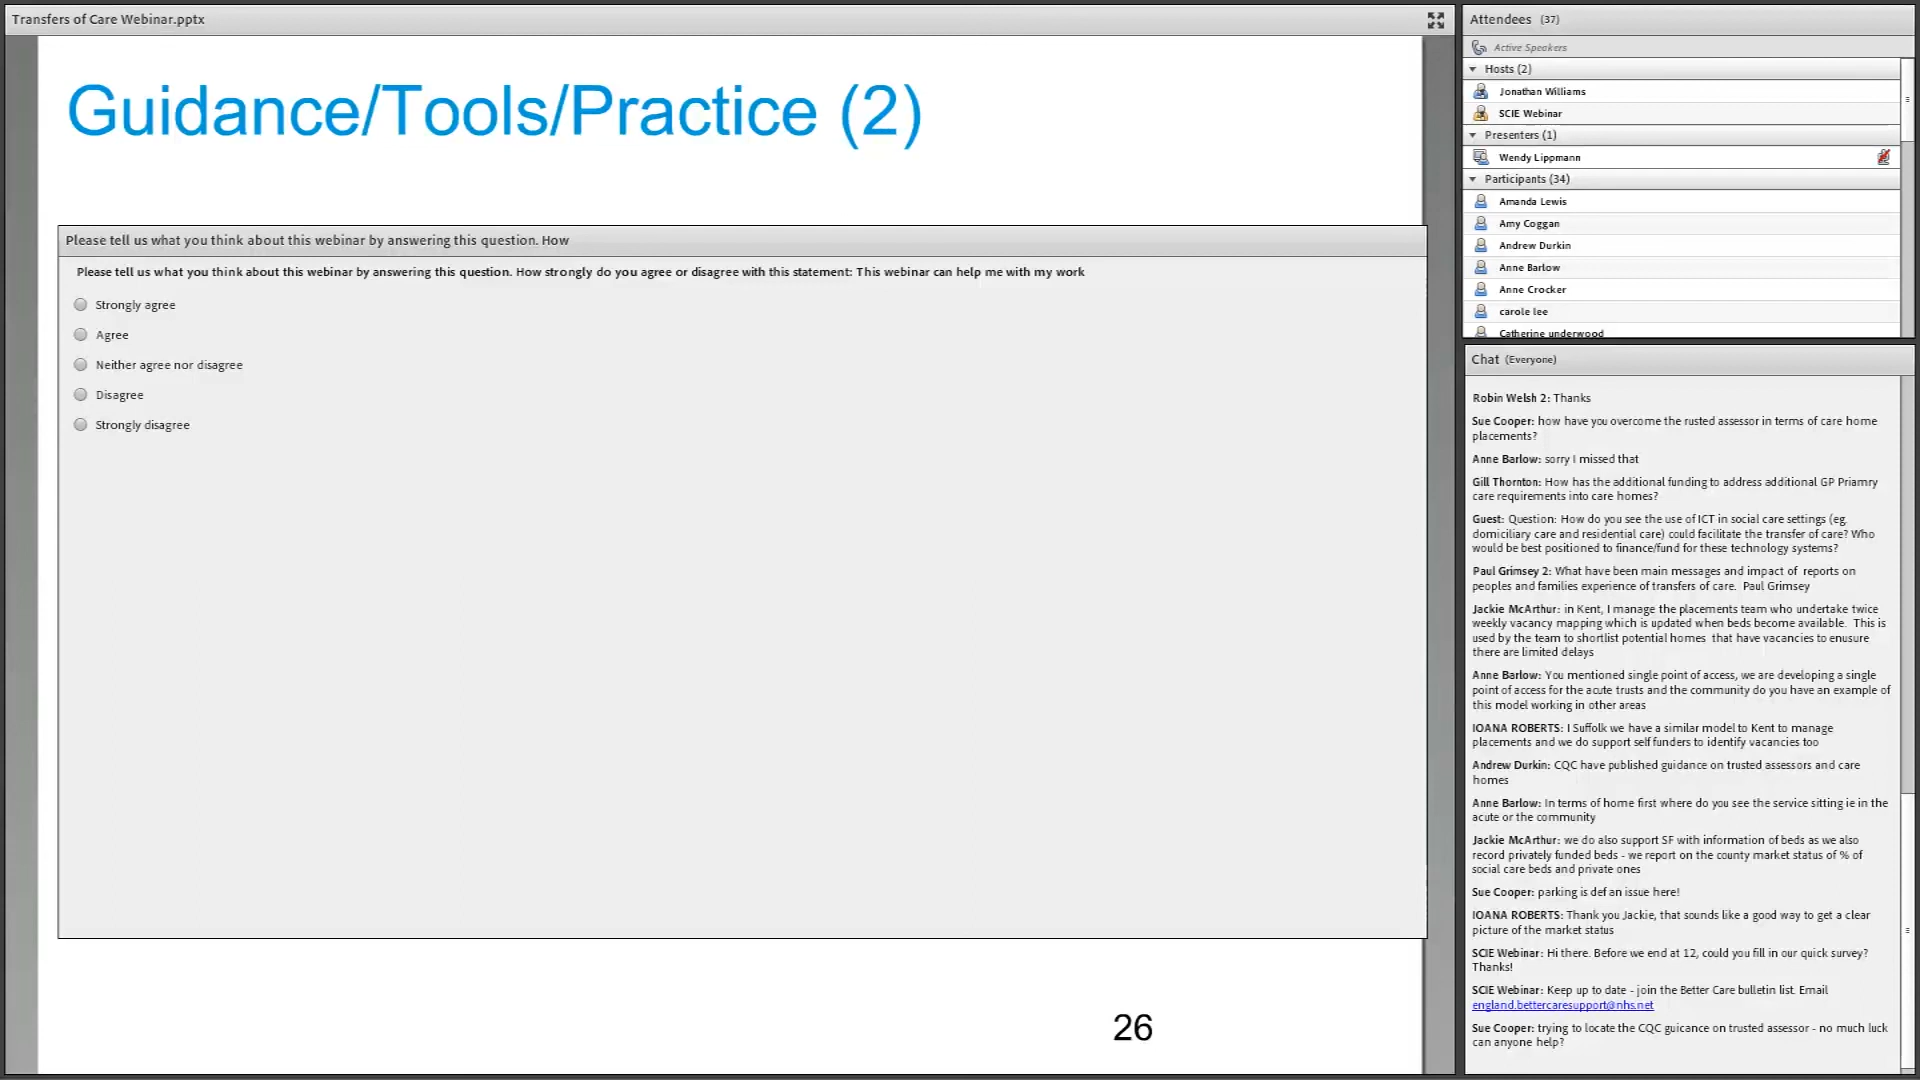 Transfers of Care Webinar.pptx
Guidance/Tools/Practice (2)
Please tell us what you think about this webinar by answering this question. How
Please tell us what you think about this webinar by answering this question. How strongly do you agree or disagree with this statement: This webinar can help me with my work
Strongly agree
Agree
Neither agree nor disagree
Disagree
Strongly disagree
26
Attendees (37)
Active Speakers
Hosts (2)
Jonathan Williams
SCIE Webinar
Presenters (1)
Wendy Lippmann
Participants (34)
Amanda Lewis
Amy Coggan
Andrew Durkin
Anne Barlow
Anne Crocker
carole lee
Catherine underwood
Chat (Everyone)
Robin Welsh 2: Thanks
Sue Cooper: how have you overcome the rusted assessor in terms of care home
placements?
Anne Barlow: sorry I missed that
Gill Thornton: How has the additional funding to address additional GP Priamry
care requirements into care homes?
Guest: Question: How do you see the use of ICT in social care settings (eg.
domiciliary care and residential care) could facilitate the transfer of care? Who
would be best positioned to finance/fund for these technology systems?
Paul Grimsey 2: What have been main messages and impact of reports on
peoples and families experience of transfers of care. Paul Grimsey
Jackie McArthur: in Kent, I manage the placements team who undertake twice
weekly vacancy mapping which is updated when beds become available. This is
used by the team to shortlist potential homes that have vacancies to enusure
there are limited delays
Anne Barlow: You mentioned single point of access, we are developing a single
point of access for the acute trusts and the community do you have an example of
this model working in other areas
IOANA ROBERTS: I Suffolk we have a similar model to Kent to manage
placements and we do support self funders to identify vacancies too
Andrew Durkin: CQC have published guidance on trusted assessors and care
homes
Anne Barlow: In terms of home first where do you see the service sitting ie in the
acute or the community
Jackie McArthur: we do also support SF with information of beds as we also
record privately funded beds - we report on the county market status of % of
social care beds and private ones
Sue Cooper: parking is def an issue here!
IOANA ROBERTS: Thank you Jackie, that sounds like a good way to get a clear
picture of the market status
SCIE Webinar: Hi there. Before we end at 12, could you fill in our quick survey?
Thanks!
SCIE Webinar: Keep up to date - join the Better Care bulletin list. Email
england.bettercaresupport@nhs.net
Sue Cooper: trying to locate the CQC guicance on trusted assessor - no much luck
can anyone help?